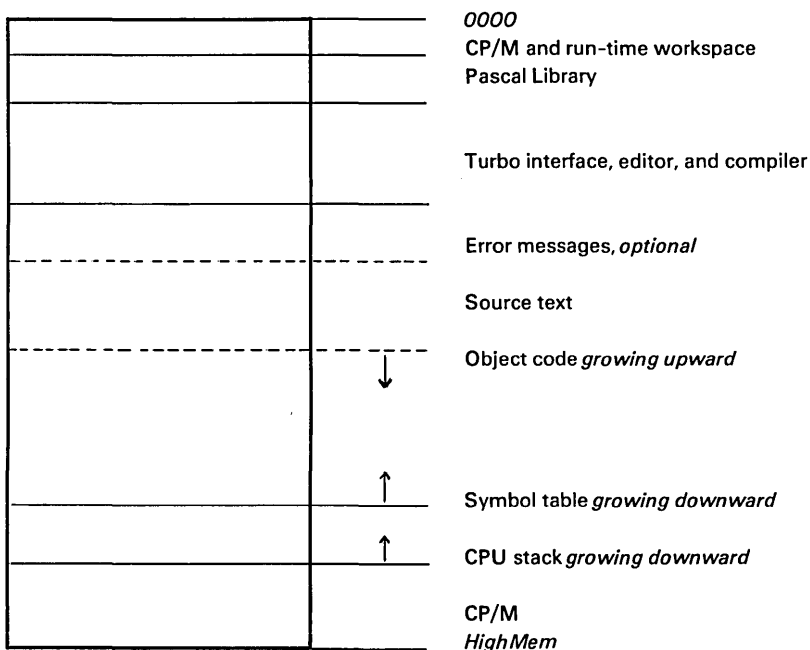 0000
CP/M and run-time workspace
Pascal Library
Turbo interface, editor, and compiler
Error messages, optional
Source text
Object code growing upward
Symbol table growing downward
CPU stack growing downward
CP/M
HighMem